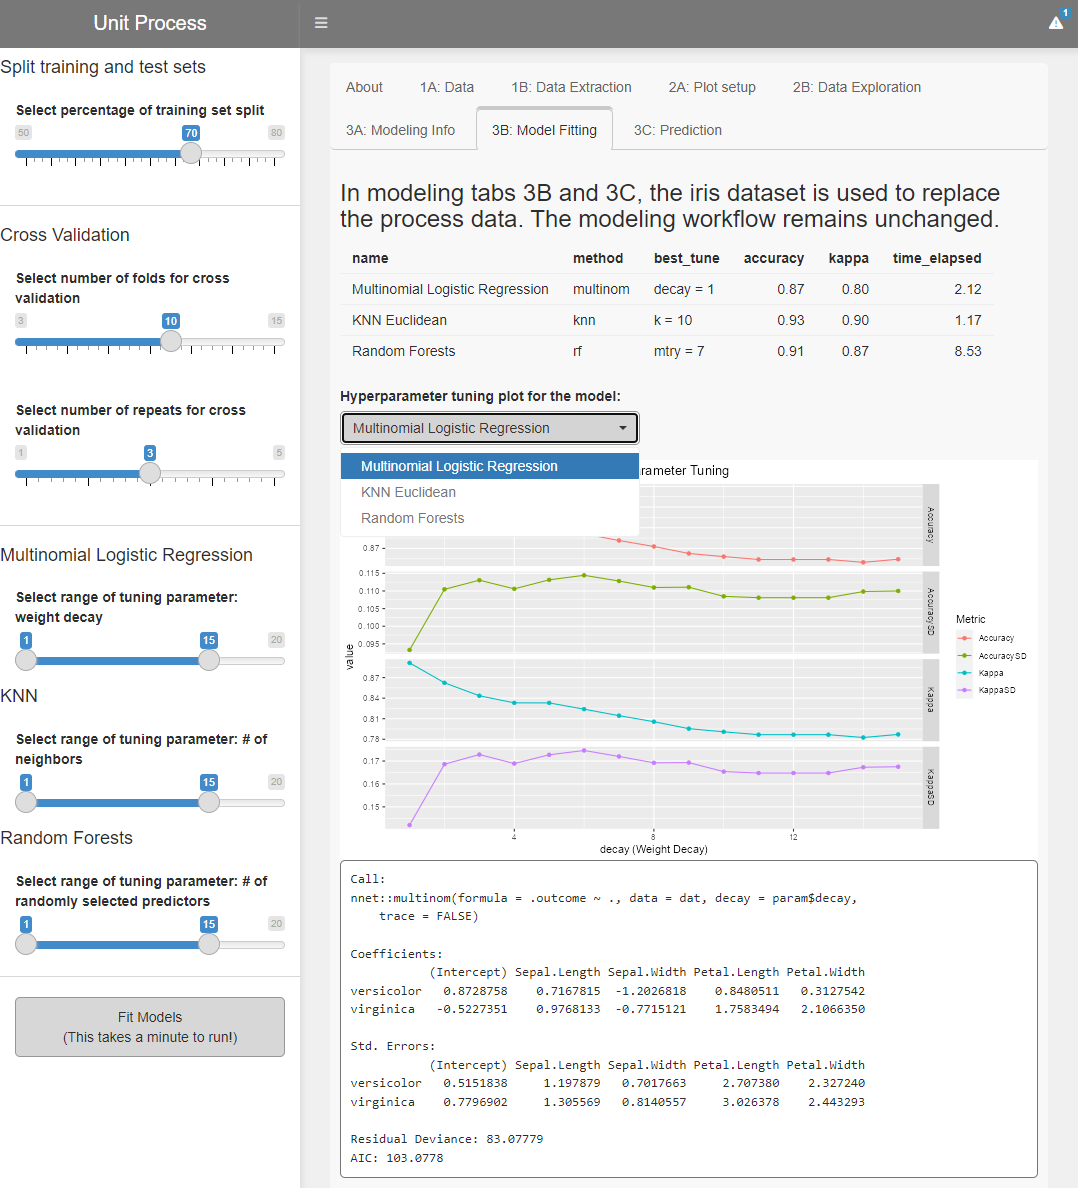 Unit Process
1
Split training and test sets
Select percentage of training set split
50 70 80
Cross Validation
Select number of folds for cross
validation
3 10 15
Select number of repeats for cross
validation
1 3 5
Multinomial Logistic Regression
Select range of tuning parameter:
weight decay
1 15 20
KNN
Select range of tuning parameter: # of
neighbors
1 15 20
Random Forests
Select range of tuning parameter: # of
randomly selected predictors
1 15 20
Fit Models
(This takes a minute to run!)
About 1A: Data 1B: Data Extraction 2A: Plot setup 2B: Data Exploration
3A: Modeling Info 3B: Model Fitting 3C: Prediction
In modeling tabs 3B and 3C, the iris dataset is used to replace
the process data. The modeling workflow remains unchanged.
name method best_tune accuracy kappa time_elapsed
Multinomial Logistic Regression multinom decay = 1 0.87 0.80 2.12
KNN Euclidean knn k = 10 0.93 0.90 1.17
Random Forests rf mtry = 7 0.91 0.87 8.53
Hyperparameter tuning plot for the model:
Multinomial Logistic Regression
Multinomial Logistic Regression
KNN Euclidean
Random Forests
rameter Tuning
0.87
Accuracy
0.115
0.110
0.105
0.100
0.095
AccuracySD
value
0.87
0.84
0.81
0.78
Kappa
0.17
0.16
0.15
KappaSD
4 8 12
decay (Weight Decay)
Metric
Accuracy
AccuracySD
Kappa
KappaSD
Call:
nnet::multinom(formula = .outcome ~ ., data = dat, decay = param$decay,
trace = FALSE)
Coefficients:
(Intercept) Sepal.Length Sepal.Width Petal.Length Petal.Width
versicolor 0.8728758 0.7167815 -1.2026818 0.8480511 0.3127542
virginica -0.5227351 0.9768133 -0.7715121 1.7583494 2.1066350
Std. Errors:
(Intercept) Sepal.Length Sepal.Width Petal.Length Petal.Width
versicolor 0.5151838 1.197879 0.7017663 2.707380 2.327240
virginica 0.7796902 1.305569 0.8140557 3.026378 2.443293
Residual Deviance: 83.07779
AIC: 103.0778